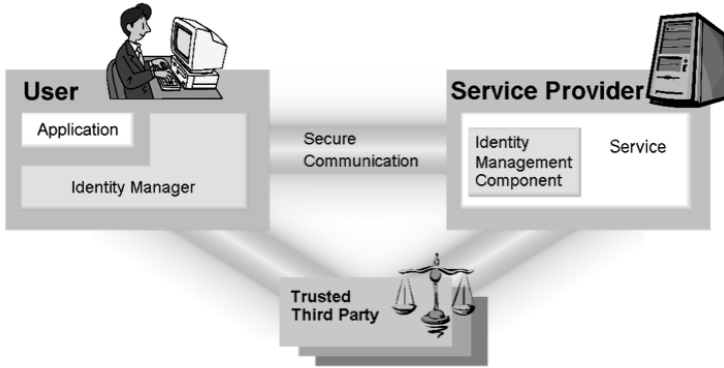 User
Application
Identity Manager
Secure
Communication
Service Provider
Identity
Management
Component
Service
Trusted
Third Party